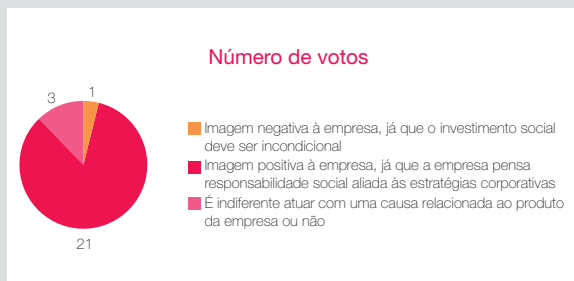 Número de votos
3
1
Imagem negativa à empresa, já que o investimento social
deve ser incondicional
Imagem positiva à empresa, já que a empresa pensa
responsabilidade social aliada às estratégias corporativas
É indiferente atuar com uma causa relacionada ao produto
da empresa ou não
21